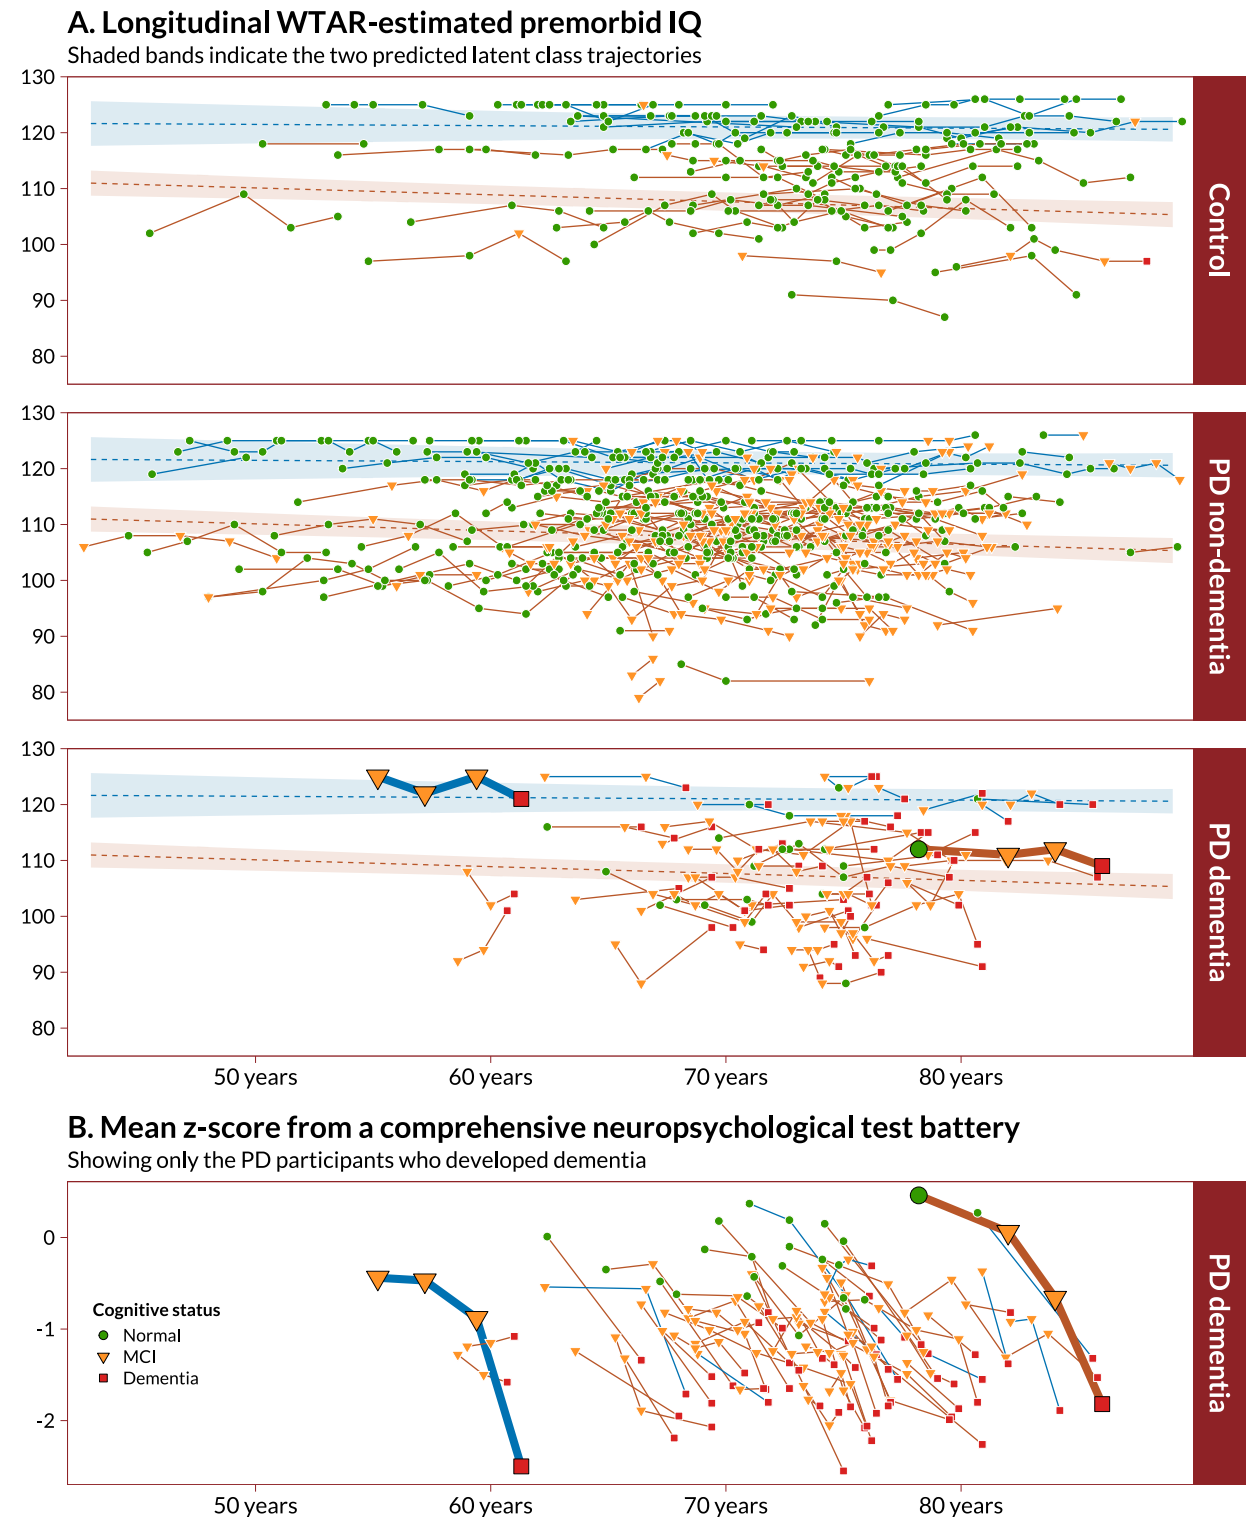 A. Longitudinal WTAR-estimated premorbid IQ
Shaded bands indicate the two predicted latent class trajectories
130
120
110
100
90
80
Control
130
120
110
100
90
80
PD non-dementia
130
120
110
100
90
80
PD dementia
50 years
60 years
70 years
80 years
B. Mean z-score from a comprehensive neuropsychological test battery
Showing only the PD participants who developed dementia
0
-1
-2
Cognitive status
Normal
MCI
Dementia
PD dementia
50 years
60 years
70 years
80 years